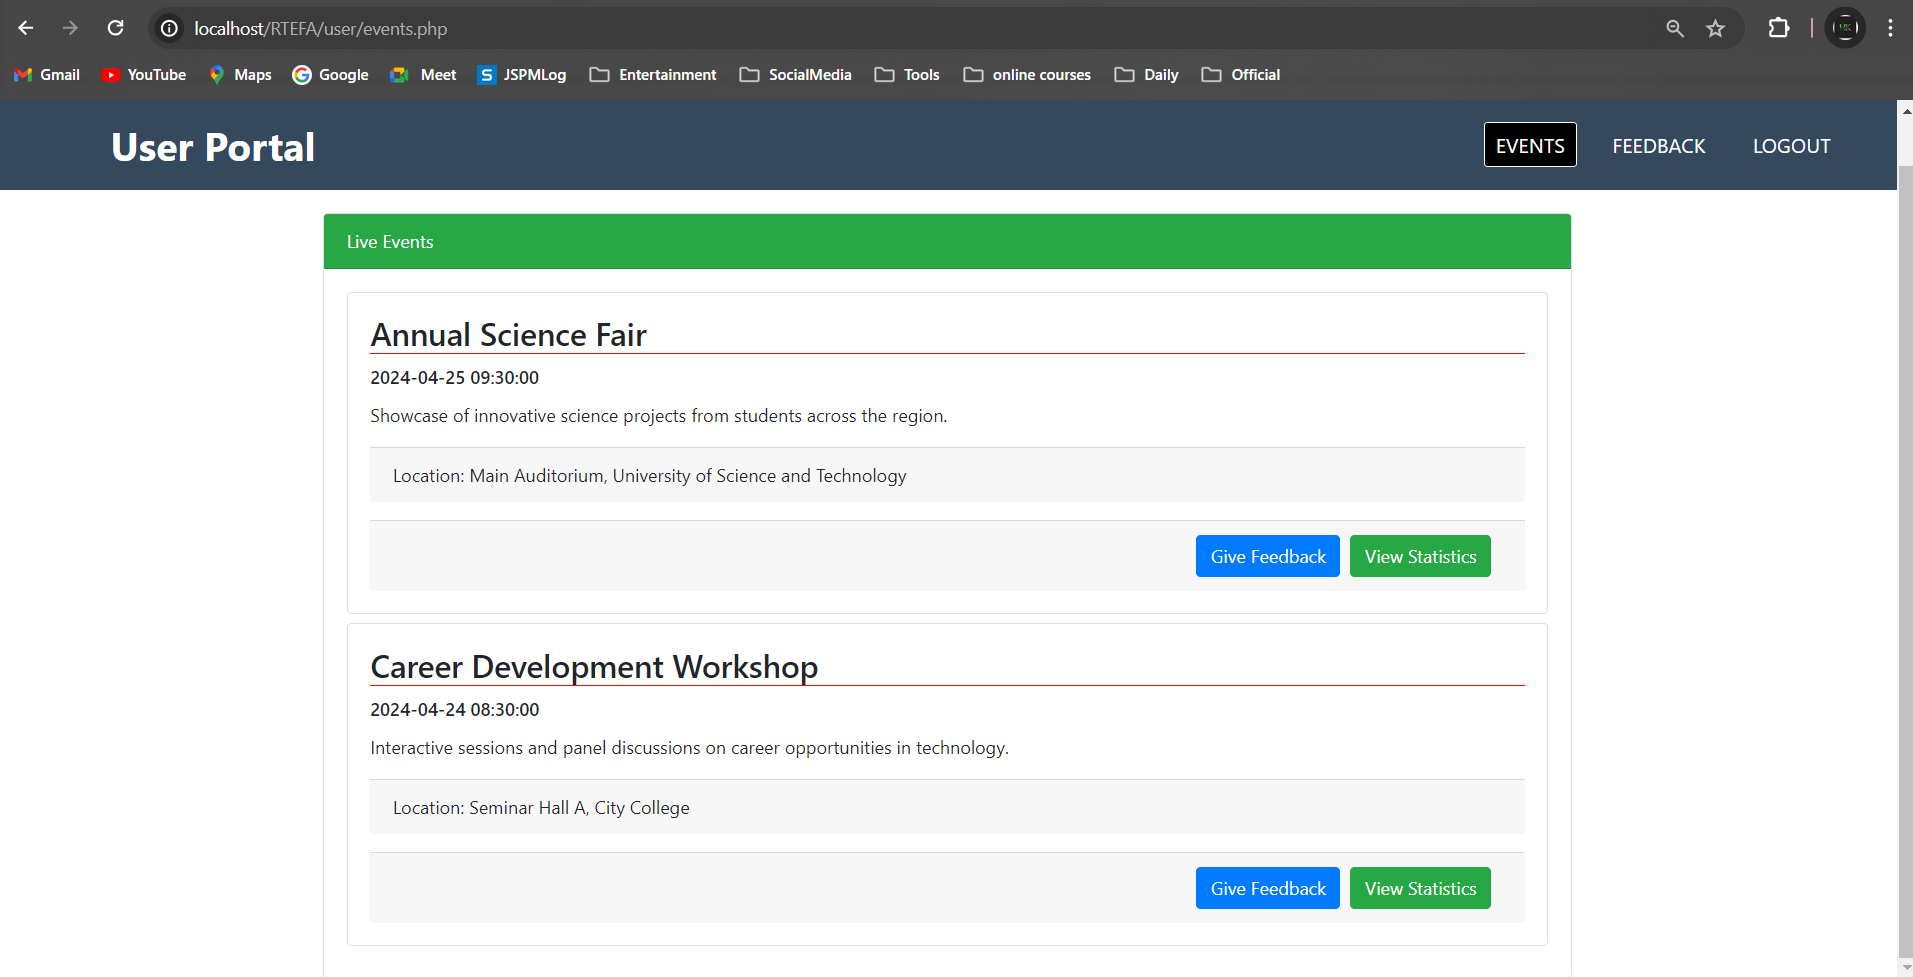 localhost/RTEFA/user/events.php
Gmail YouTube Maps Google Meet JSPMLog Entertainment SocialMedia Tools online courses Daily Official
User Portal EVENTS FEEDBACK LOGOUT
Live Events
Annual Science Fair
2024-04-25 09:30:00
Showcase of innovative science projects from students across the region.
Location: Main Auditorium, University of Science and Technology
Give Feedback View Statistics
Career Development Workshop
2024-04-24 08:30:00
Interactive sessions and panel discussions on career opportunities in technology.
Location: Seminar Hall A, City College
Give Feedback View Statistics